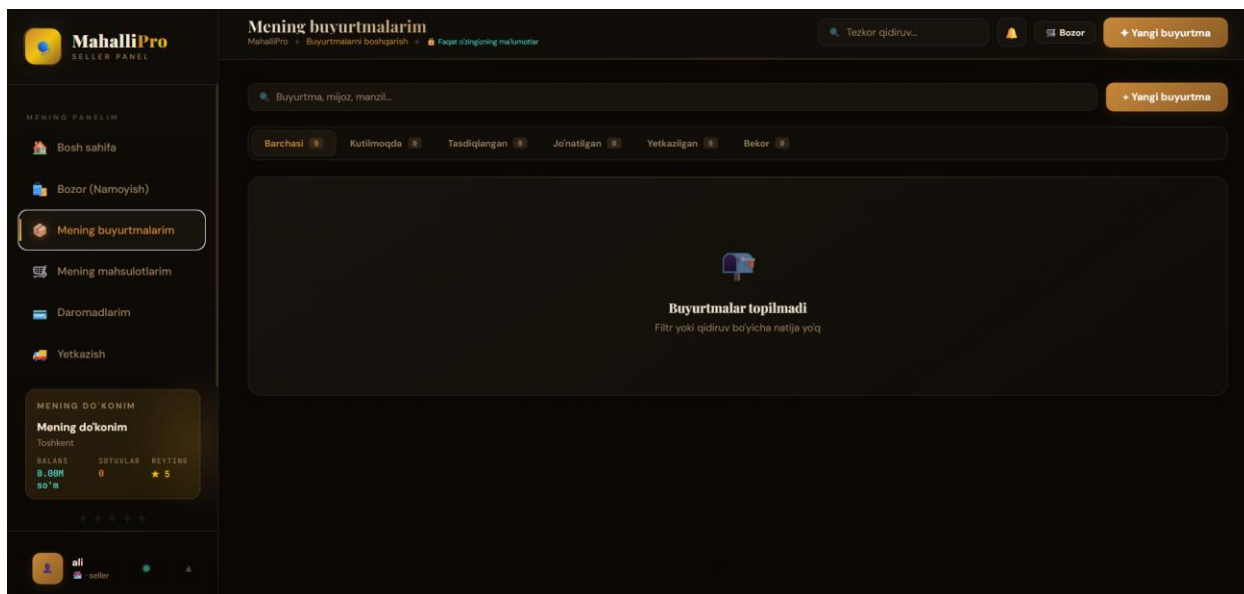 MahalliPro
SELLER PANEL
MENING PANELIM
Bosh sahifa
Bozor (Namoyish)
Mening buyurtmalarim
Mening mahsulotlarim
Daromadlarim
Yetkazish
MENING DO'KONIM
Mening do'konim
Toshkent
BALANS SOTUVLAR REYTING
0.00M 0 ★ 5
so'm
ali
· seller
Mening buyurtmalarim
MahalliPro Buyurtmalarni boshqarish Faqat o'zingizning ma'lumotlar
Tezkor qidiruv...
Bozor
+ Yangi buyurtma
Buyurtma, mijoz, manzil...
+ Yangi buyurtma
Barchasi 0 Kutilmoqda 0 Tasdiqlangan 0 Jo'natilgan 0 Yetkazilgan 0 Bekor 0
Buyurtmalar topilmadi
Filtr yoki qidiruv bo'yicha natija yo'q